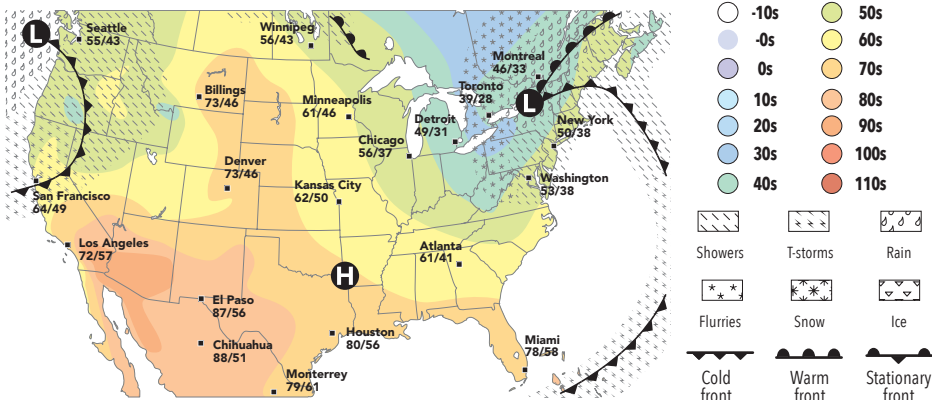 L
Seattle
55/43
Winnipeg
56/43
Montreal
46/33
Toronto
39/28
L
Billings
73/46
Minneapolis
61/46
Detroit
49/31
New York
50/38
Chicago
56/37
Denver
73/46
Kansas City
62/50
Washington
53/38
San Francisco
64/49
Los Angeles
72/57
Atlanta
61/41
H
El Paso
87/56
Houston
80/56
Chihuahua
88/51
Miami
78/58
Monterrey
79/61
-10s
-0s
0s
10s
20s
30s
40s
50s
60s
70s
80s
90s
100s
110s
Showers
T-storms
Rain
Flurries
Snow
Ice
Cold
front
Warm
front
Stationary
front